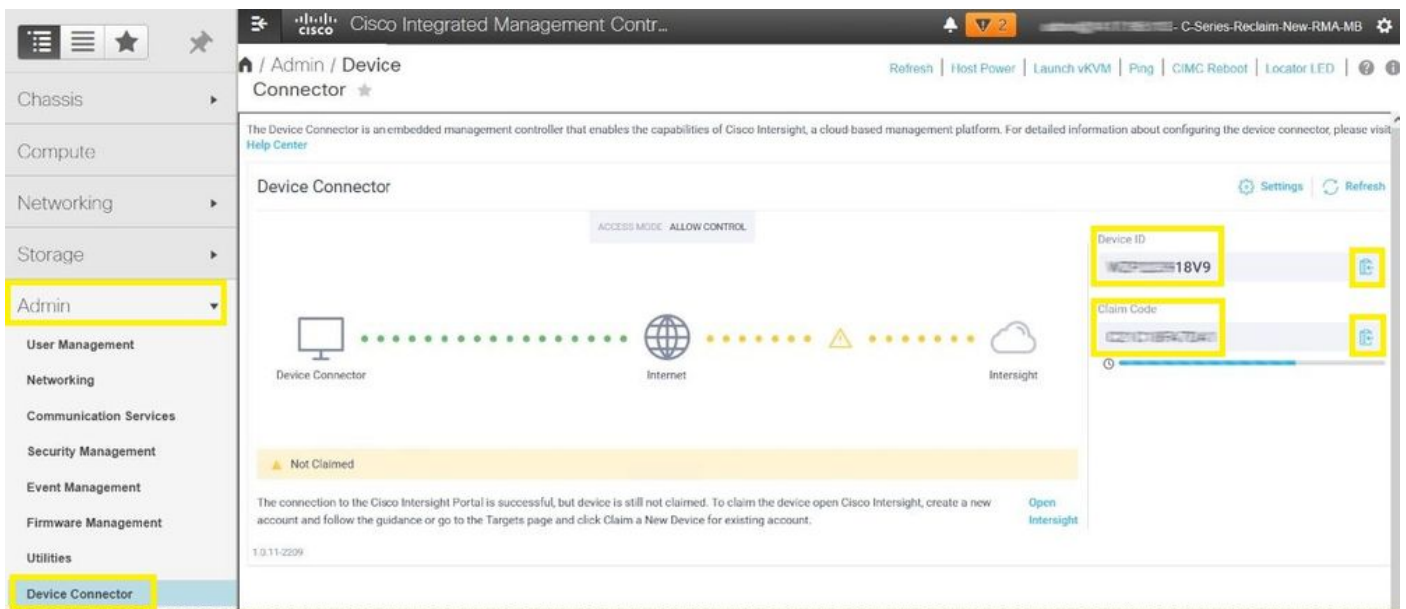 cisco Cisco Integrated Management Contr...
2
- C-Series-Reclaim-New-RMA-MB
/ Admin / Device
Connector
Refresh | Host Power | Launch vKVM | Ping | CIMC Reboot | Locator LED |
Chassis
Compute
Networking
Storage
Admin
User Management
Networking
Communication Services
Security Management
Event Management
Firmware Management
Utilities
Device Connector
The Device Connector is an embedded management controller that enables the capabilities of Cisco Intersight, a cloud-based management platform. For detailed information about configuring the device connector, please visit
Help Center
Device Connector
Settings
Refresh
ACCESS MODE ALLOW CONTROL
Device ID
18V9
Claim Code
Device Connector
Internet
Intersight
Not Claimed
The connection to the Cisco Intersight Portal is successful, but device is still not claimed. To claim the device open Cisco Intersight, create a new
account and follow the guidance or go to the Targets page and click Claim a New Device for existing account.
Open
Intersight
1.0.11-2209